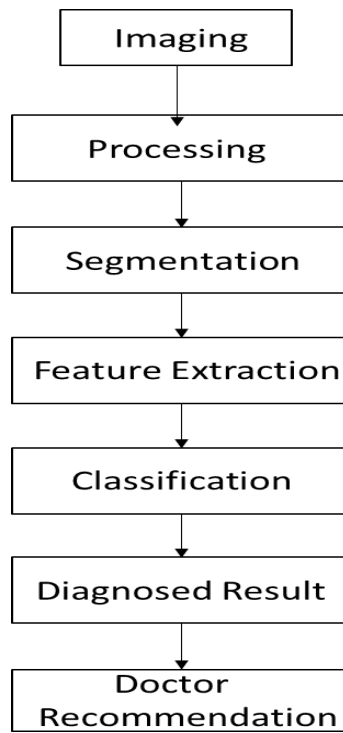 Imaging
Processing
Segmentation
Feature Extraction
Classification
Diagnosed Result
Doctor
Recommendation